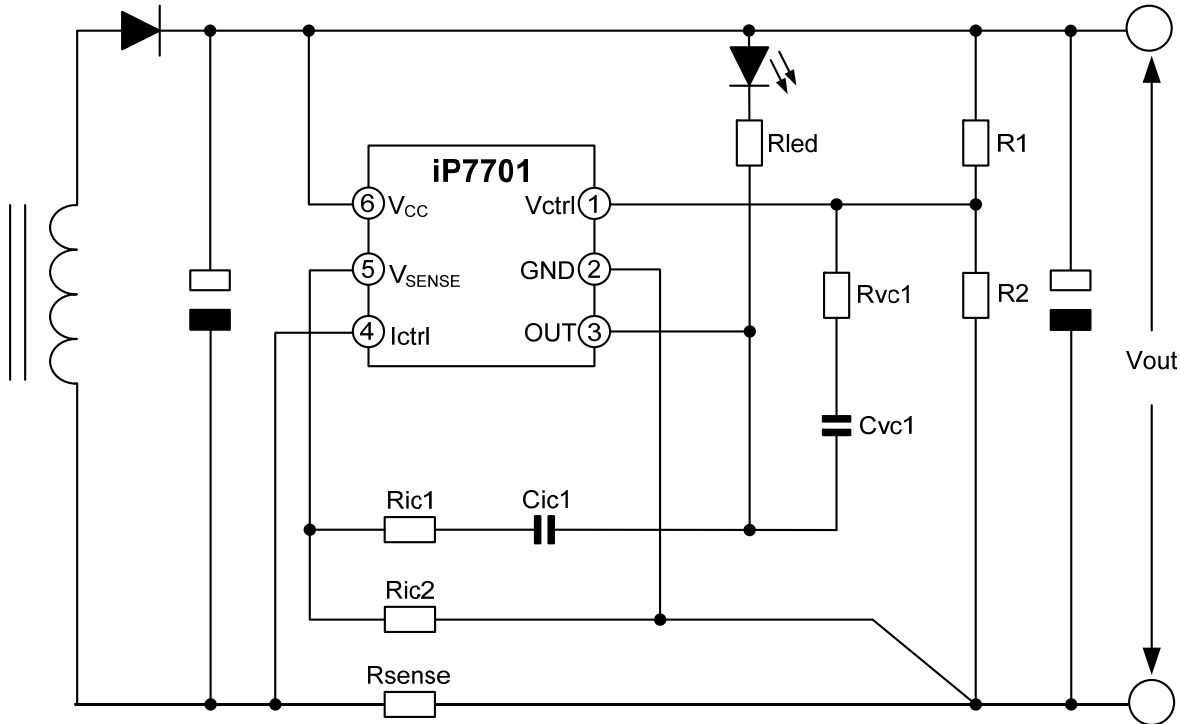 Rled
R1
iP7701
6 VCC
Vctrl 1
5 VSENSE
GND 2
Rvc1
R2
4 Ictrl
OUT 3
Vout
Cvc1
Ric1
Cic1
Ric2
Rsense